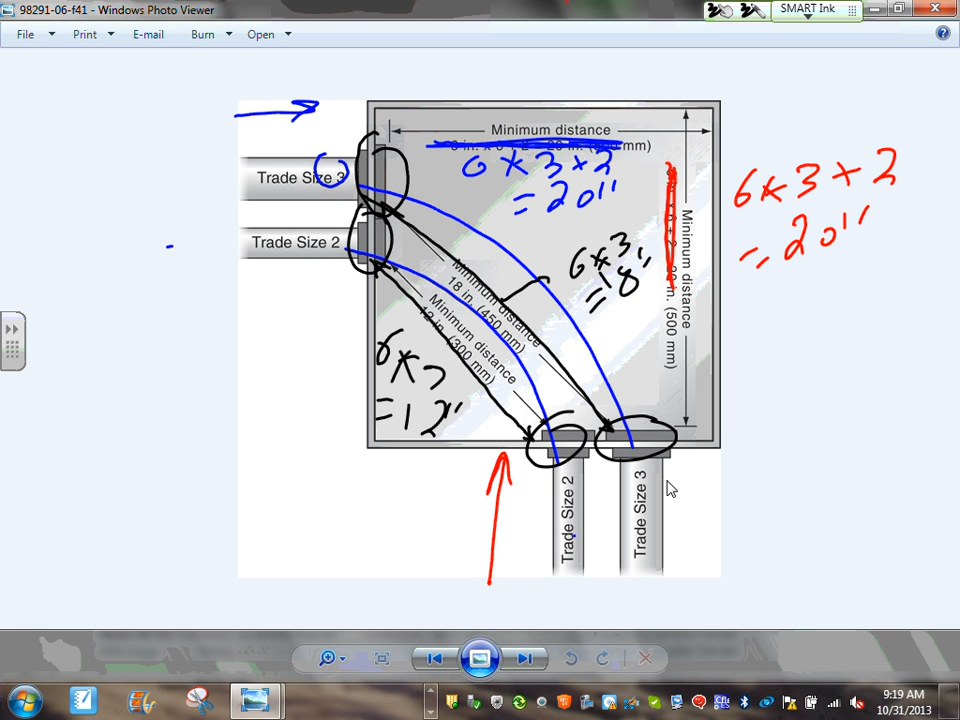 98291-06-f41 - Windows Photo Viewer
SMART Ink
File Print E-mail Burn Open
Minimum distance
6 * 3 + 2
= 20"
6 * 3 + 2
= 20"
Trade Size 3
Trade Size 2
6 * 3
= 18"
Minimum distance
18 in. (450 mm)
Minimum distance
12 in. (300 mm)
Minimum distance
(500 mm)
= 12"
Trade Size 2
Trade Size 3
9:19 AM
10/31/2013